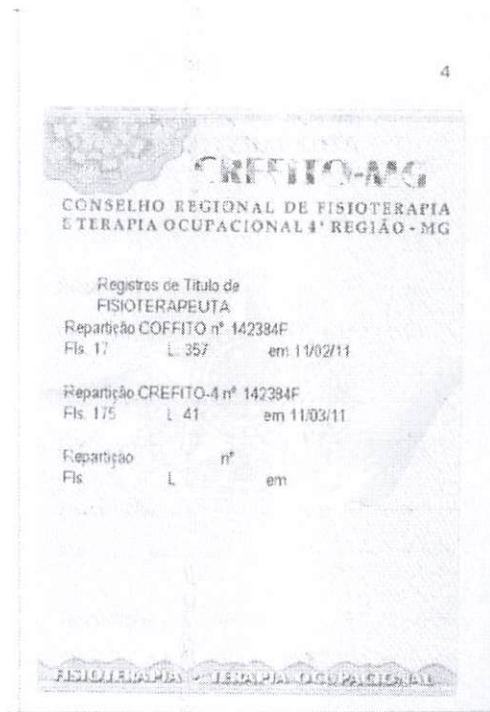 4
CREFITO-MG
CONSELHO REGIONAL DE FISIOTERAPIA
E TERAPIA OCUPACIONAL 4ª REGIÃO - MG
Registros de Título de
FISIOTERAPEUTA
Repartição COFFITO nº 142384F
Fls. 17 L. 357 em 11/02/11
Repartição CREFITO-4 nº 142384F
Fls. 175 L 41 em 11/03/11
Repartição nº
Fls. L em
FISIOTERAPIA - TERAPIA OCUPACIONAL